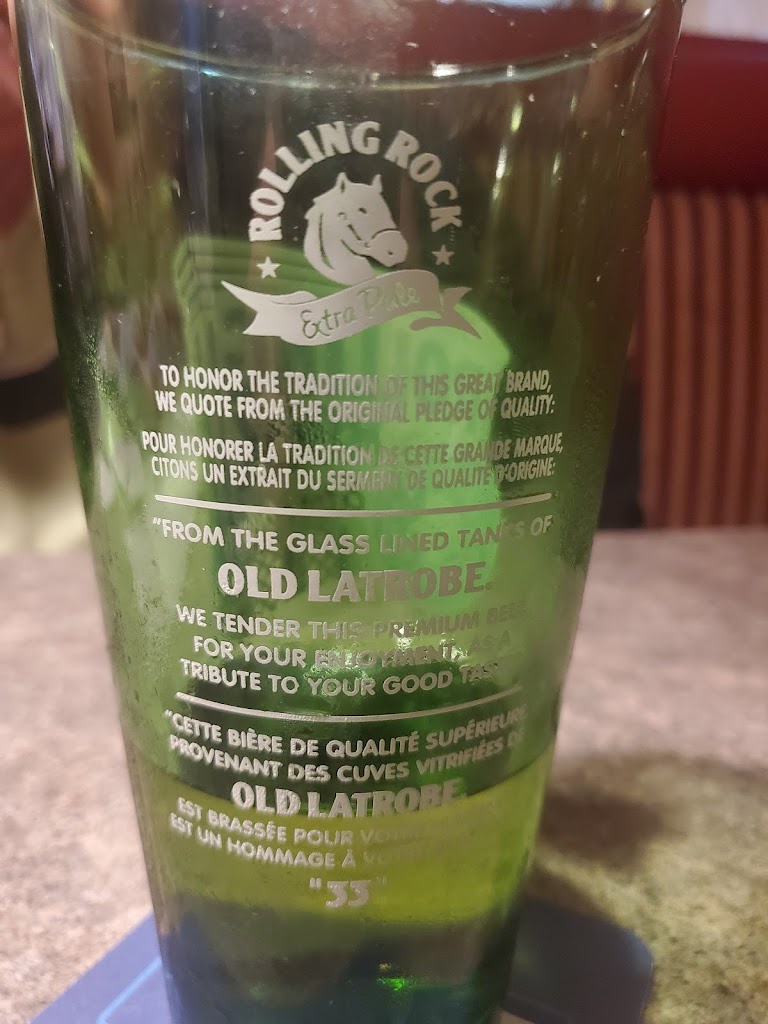 ROLLING ROCK
Extra Pale
TO HONOR THE TRADITION OF THIS GREAT BRAND,
WE QUOTE FROM THE ORIGINAL PLEDGE OF QUALITY:
POUR HONORER LA TRADITION DE CETTE GRANDE MARQUE,
CITONS UN EXTRAIT DU SERMENT DE QUALITÉ D'ORIGINE:
"FROM THE GLASS LINED TANKS OF
OLD LATROBE.
WE TENDER THIS PREMIUM BEER
FOR YOUR ENJOYMENT, AS A
TRIBUTE TO YOUR GOOD TASTE
"CETTE BIÈRE DE QUALITÉ SUPÉRIEURE
PROVENANT DES CUVES VITRIFIÉES DE
OLD LATROBE
EST BRASSÉE POUR VOTRE
EST UN HOMMAGE À VOTRE
"33"